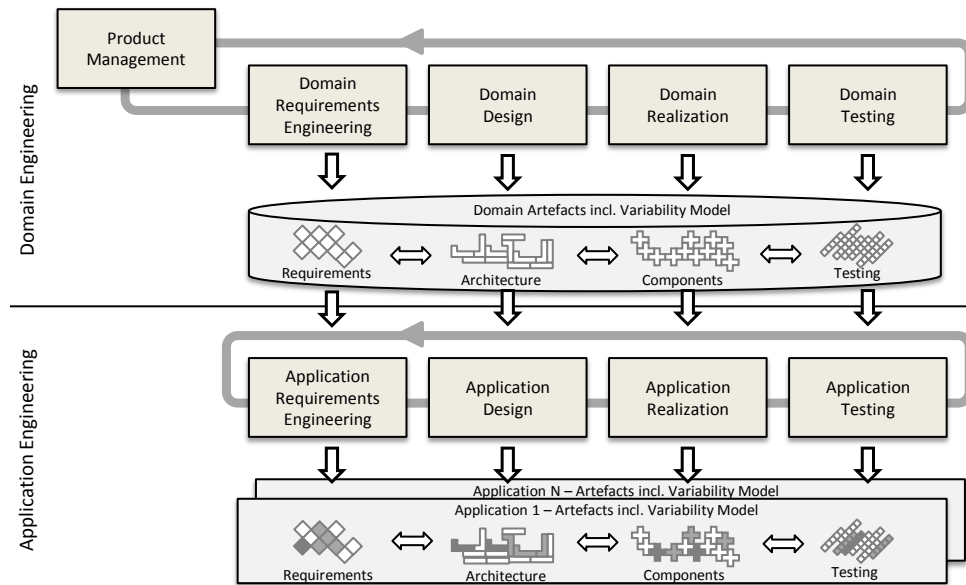 Product
Management
Domain Engineering
Domain
Requirements
Engineering
Domain
Design
Domain
Realization
Domain
Testing
Domain Artefacts incl. Variability Model
Requirements
Architecture
Components
Testing
Application Engineering
Application
Requirements
Engineering
Application
Design
Application
Realization
Application
Testing
Application N – Artefacts incl. Variability Model
Application 1 – Artefacts incl. Variability Model
Requirements
Architecture
Components
Testing